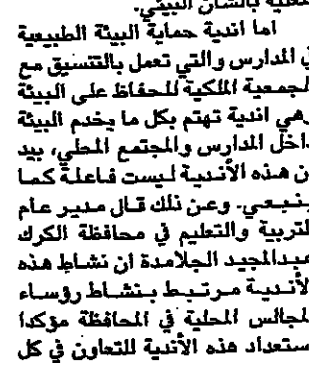 المعنية بالشأن البيئي.
اما اندية حماية البيئة الطبيعية
في المدارس والتي تعمل بالتنسيق مع
الجمعية الملكية للحفاظ على البيئة
وهي اندية تهتم بكل ما يخدم البيئة
داخل المدارس والمجتمع المحلي، بيد
ان هذه الأندية ليست فاعلة كما
ينبغي. وعن ذلك قال مدير عام
التربية والتعليم في محافظة الكرك
عبدالمجيد الجلامدة ان نشاط هذه
الأندية مرتبط بنشاط رؤساء
المجالس المحلية في المحافظة مؤكدا
استعداد هذه الأندية للتعاون في كل